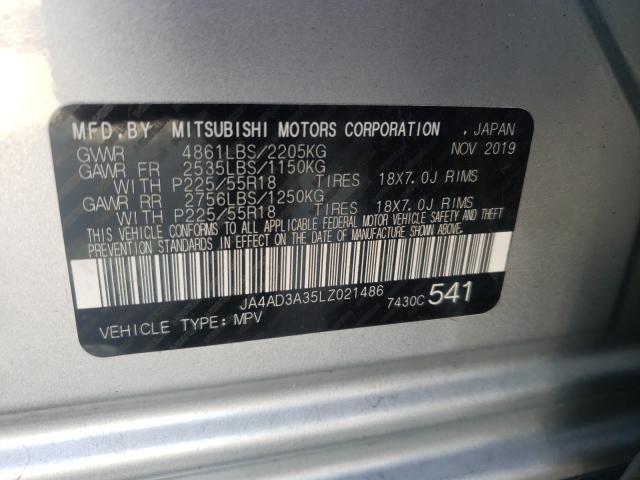 MFD.BY MITSUBISHI MOTORS CORPORATION , JAPAN
GVWR 4861LBS/2205KG NOV 2019
GAWR FR 2535LBS/1150KG
WITH P225/55R18 TIRES 18X7.0J RIMS
GAWR RR 2756LBS/1250KG
WITH P225/55R18 TIRES 18X7.0J RIMS
THIS VEHICLE CONFORMS TO ALL APPLICABLE FEDERAL MOTOR VEHICLE SAFETY AND THEFT
PREVENTION STANDARDS IN EFFECT ON THE DATE OF MANUFACTURE SHOWN ABOVE.
JA4AD3A35LZ021486 7430C 541
VEHICLE TYPE: MPV